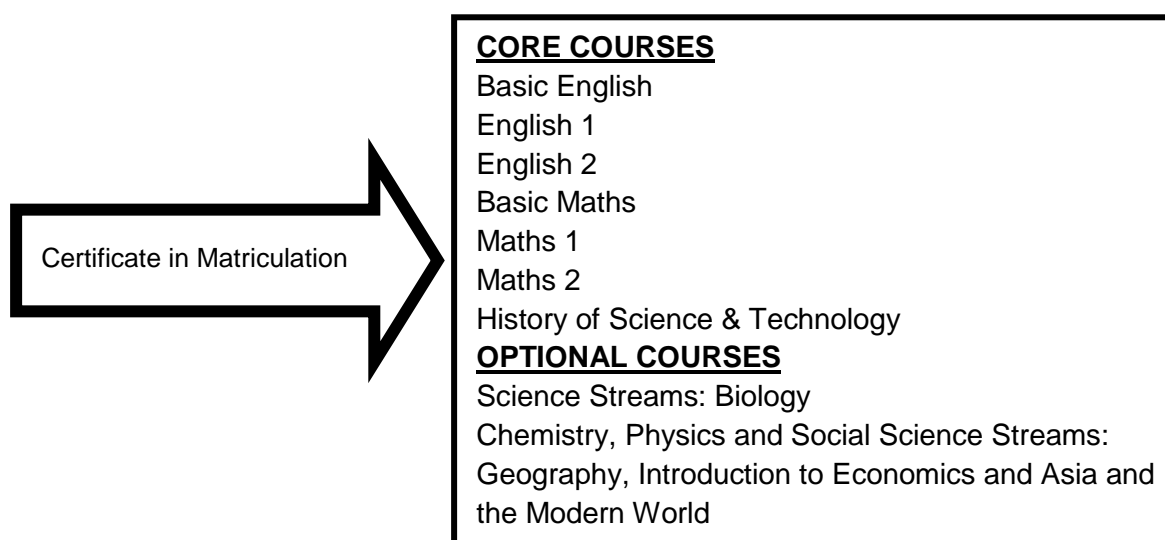 Certificate in Matriculation
CORE COURSES
Basic English
English 1
English 2
Basic Maths
Maths 1
Maths 2
History of Science & Technology
OPTIONAL COURSES
Science Streams: Biology
Chemistry, Physics and Social Science Streams:
Geography, Introduction to Economics and Asia and
the Modern World